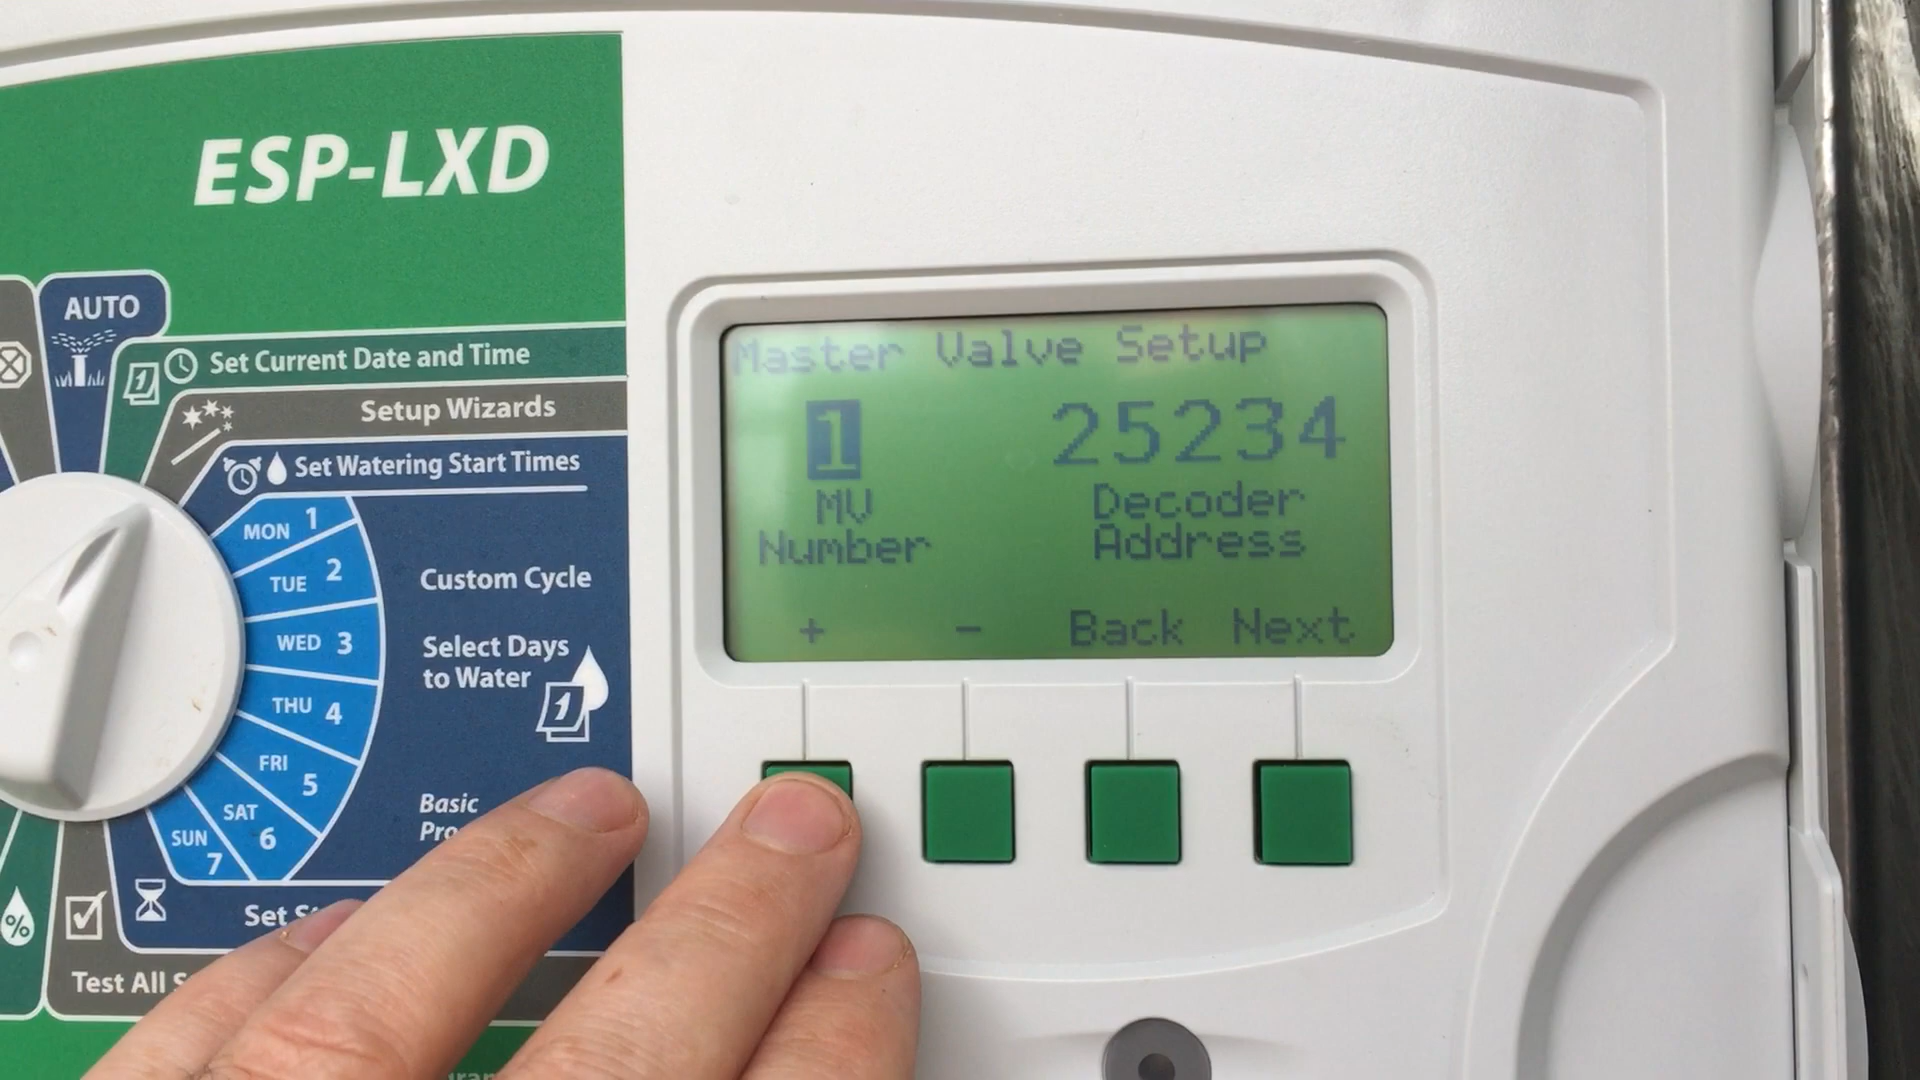 ESP-LXD
AUTO
Set Current Date and Time
Setup Wizards
Set Watering Start Times
MON 1
TUE 2
WED 3
THU 4
FRI 5
SAT 6
SUN 7
Custom Cycle
Select Days
to Water
1
Basic
Set
Test All
%
Master Valve Setup
1 25234
MV Decoder
Number Address
+ - Back Next